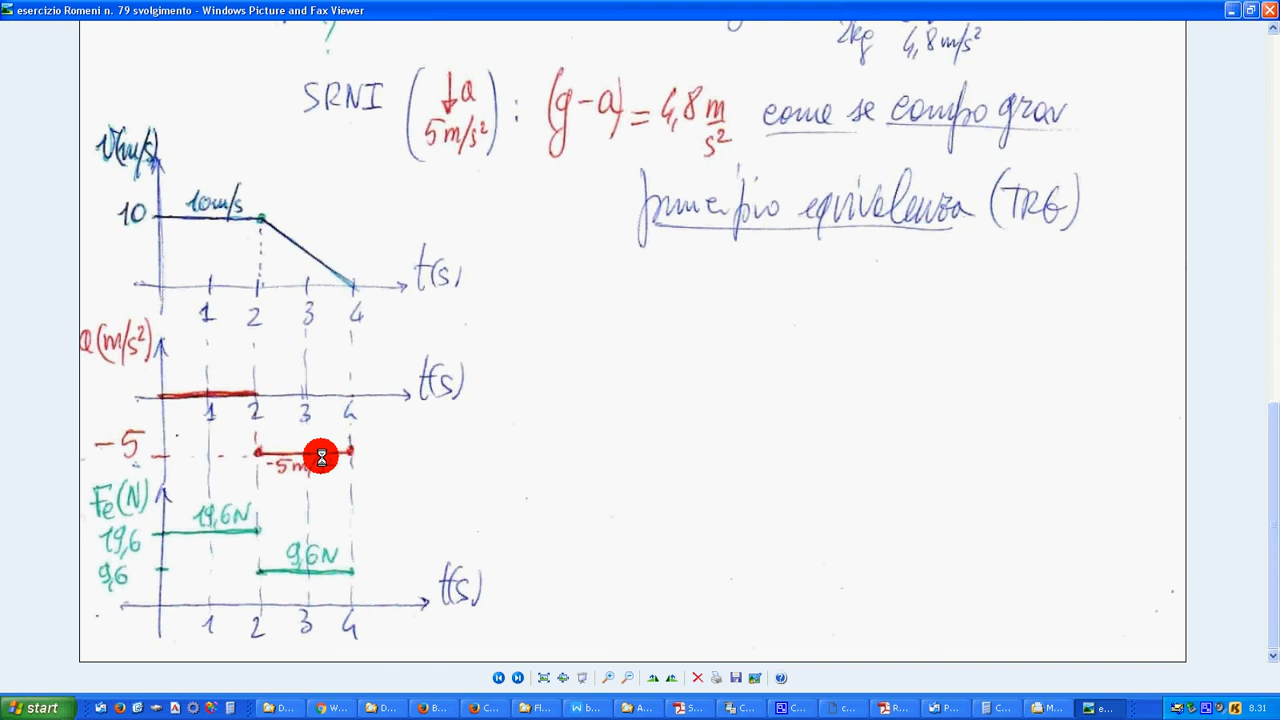 esercizio Romeni n. 79 svolgimento - Windows Picture and Fax Viewer
?
2kg 4,8m/s²
SRNI (↓a 5m/s²) : (g-a) = 4,8 m/s² come se campo grav
principio equivalenza (TRG)
v(m/s)
10 10m/s
t(s)
1 2 3 4
a(m/s²)
t(s)
1 2 3 4
-5
-5m
Fe(N)
19,6N
19,6
9,6N
9,6
t(s)
1 2 3 4
start
D...
W...
D...
B...
C...
Fl...
b...
A...
S...
C...
C...
c...
R...
P...
C...
M...
e...
8.31